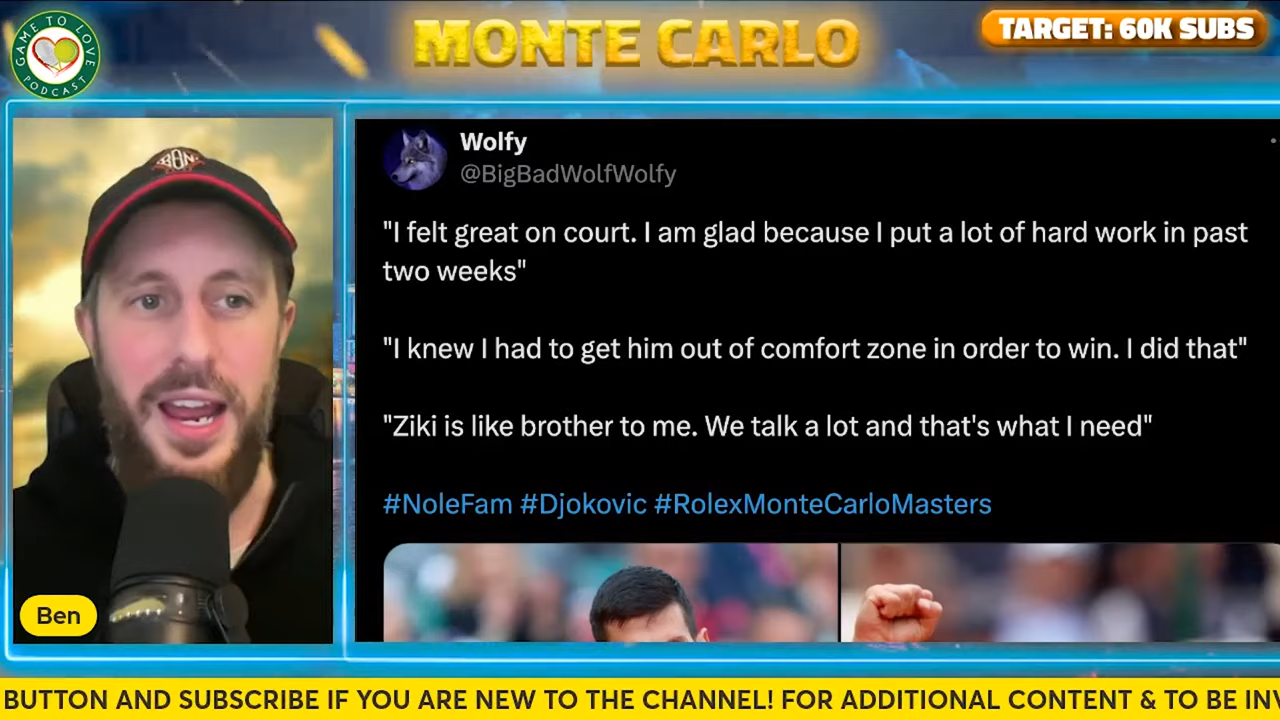 GAME TO LOVE
PODCAST
MONTE CARLO
TARGET: 60K SUBS
Wolfy
@BigBadWolfWolfy
"I felt great on court. I am glad because I put a lot of hard work in past
two weeks"
"I knew I had to get him out of comfort zone in order to win. I did that"
"Ziki is like brother to me. We talk a lot and that's what I need"
#NoleFam #Djokovic #RolexMonteCarloMasters
Ben
BUTTON AND SUBSCRIBE IF YOU ARE NEW TO THE CHANNEL! FOR ADDITIONAL CONTENT & TO BE INV